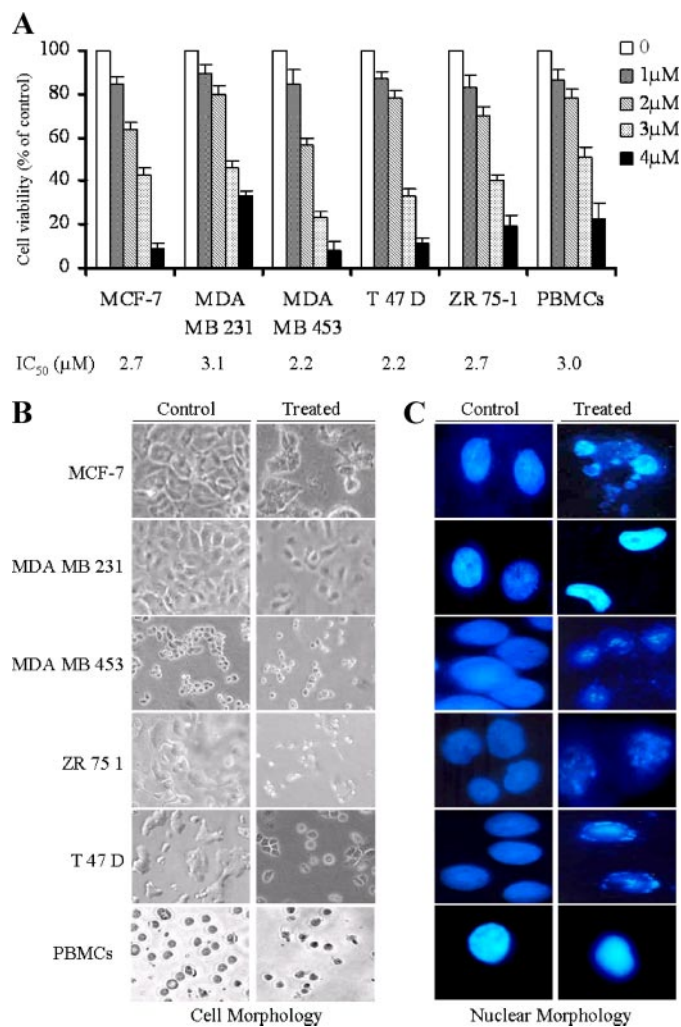 A
Cell viability (% of control)
100
80
60
40
20
0
0
1μM
2μM
3μM
4μM
MCF-7
MDA MB 231
MDA MB 453
T 47 D
ZR 75-1
PBMCs
IC50 (μM) 2.7 3.1 2.2 2.2 2.7 3.0
B
Control Treated
C
Control Treated
MCF-7
MDA MB 231
MDA MB 453
ZR 75 1
T 47 D
PBMCs
Cell Morphology
Nuclear Morphology